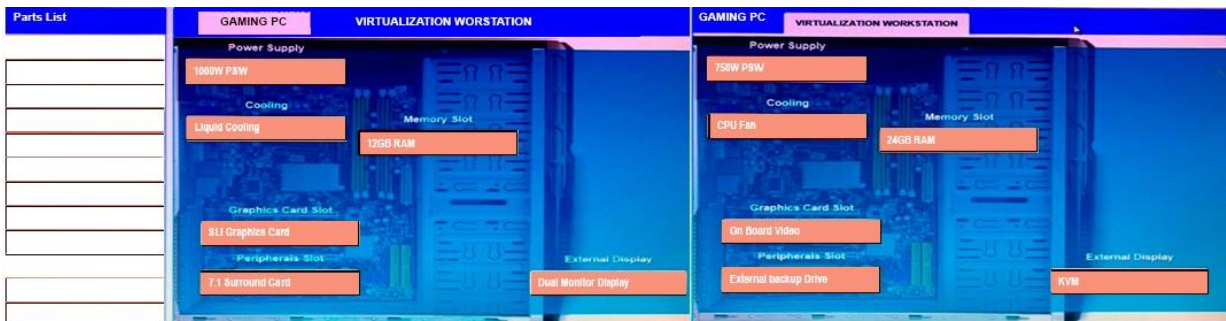 Parts List
GAMING PC
VIRTUALIZATION WORSTATION
Power Supply
1000W PSW
Cooling
Liquid Cooling
Memory Slot
12GB RAM
Graphics Card Slot
SLI Graphics Card
Peripherals Slot
7.1 Surround Card
External Display
Dual Monitor Display
GAMING PC
VIRTUALIZATION WORKSTATION
Power Supply
750W PSW
Cooling
CPU Fan
Memory Slot
24GB RAM
Graphics Card Slot
On Board Video
Peripherals Slot
External backup Drive
External Display
KVM